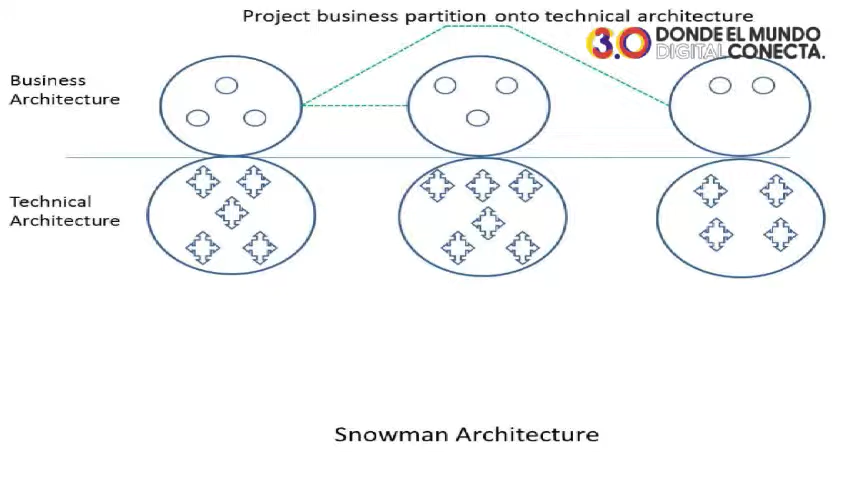 Project business partition onto technical architecture
3.0 DONDE EL MUNDO
DIGITAL CONECTA.
Business
Architecture
Technical
Architecture
Snowman Architecture